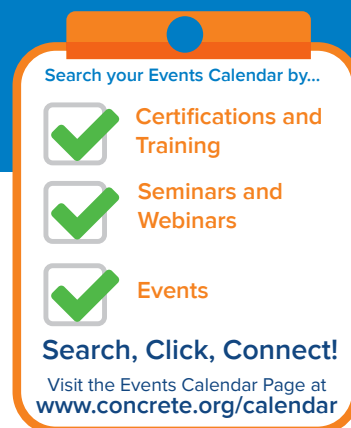 Search your Events Calendar by...
Certifications and
Training
Seminars and
Webinars
Events
Search, Click, Connect!
Visit the Events Calendar Page at
www.concrete.org/calendar